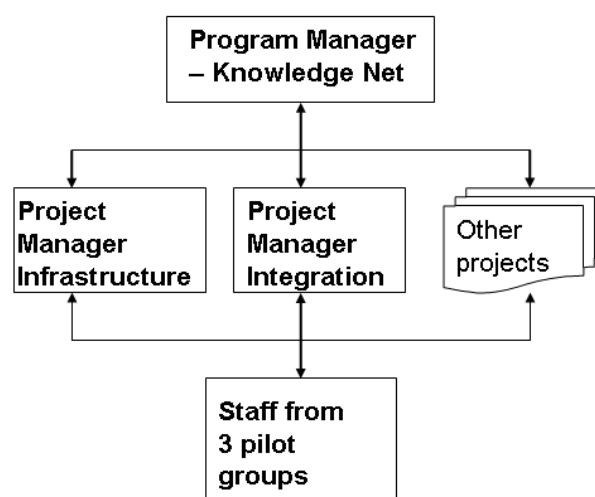 Program Manager
– Knowledge Net
Project
Manager
Infrastructure
Project
Manager
Integration
Other
projects
Staff from
3 pilot
groups